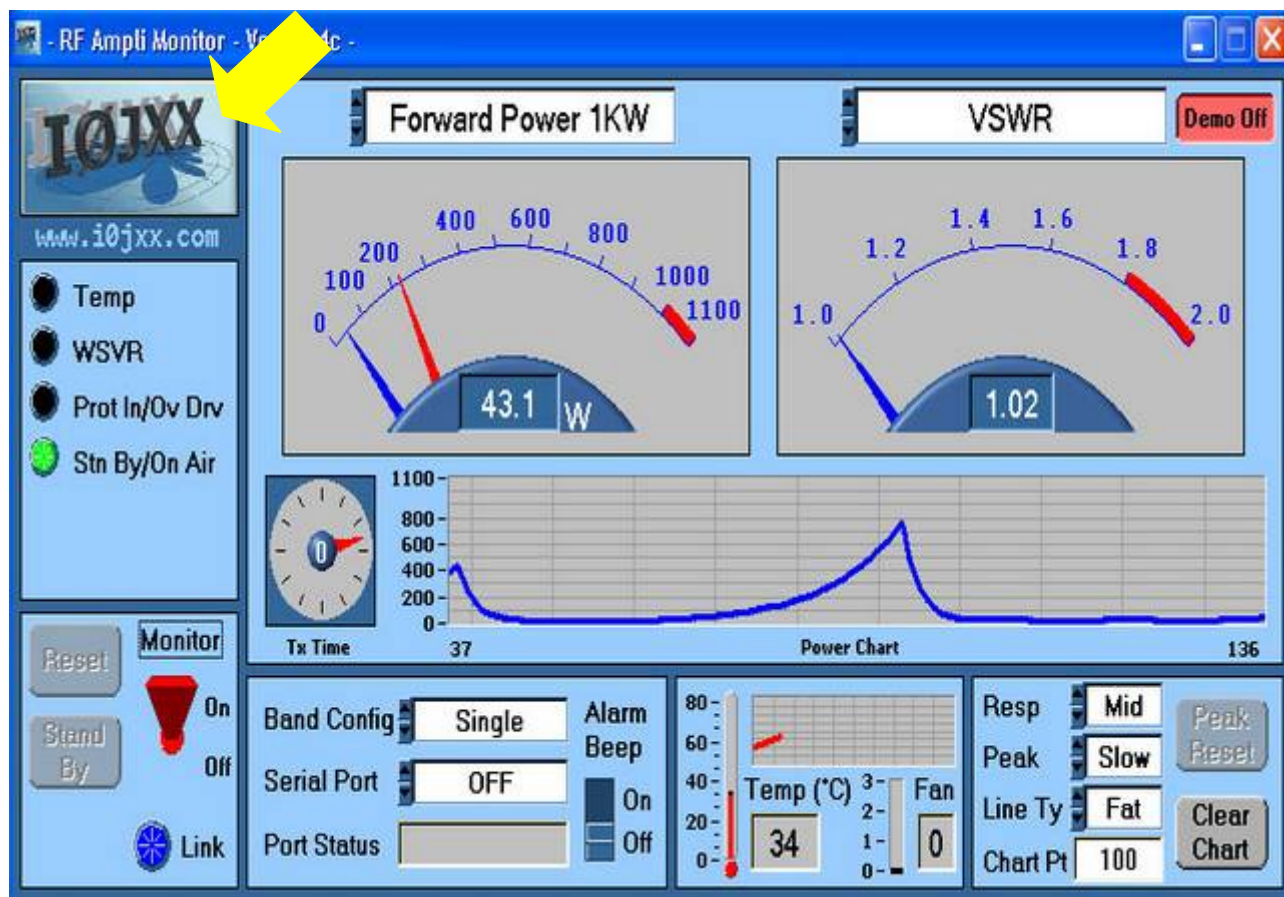 - RF Ampli Monitor - 4c -
IØJXX
www.i0jxx.com
Forward Power 1KW
VSWR
Demo Off
0 100 200 400 600 800 1000 1100
43.1 W
1.0 1.2 1.4 1.6 1.8 2.0
1.02
Temp
WSVR
Prot In/Ov Drv
Stn By/On Air
1100
800
600
400
200
0
0
Tx Time
37 Power Chart 136
Reset
Monitor
On
Stand By
Off
Link
Band Config Single
Serial Port OFF
Port Status
Alarm
Beep
On
Off
80
60
40
20
0
Temp (°C)
34
3
2
1
0
Fan
0
Resp Mid
Peak Slow
Line Ty Fat
Chart Pt 100
Peak
Reset
Clear
Chart